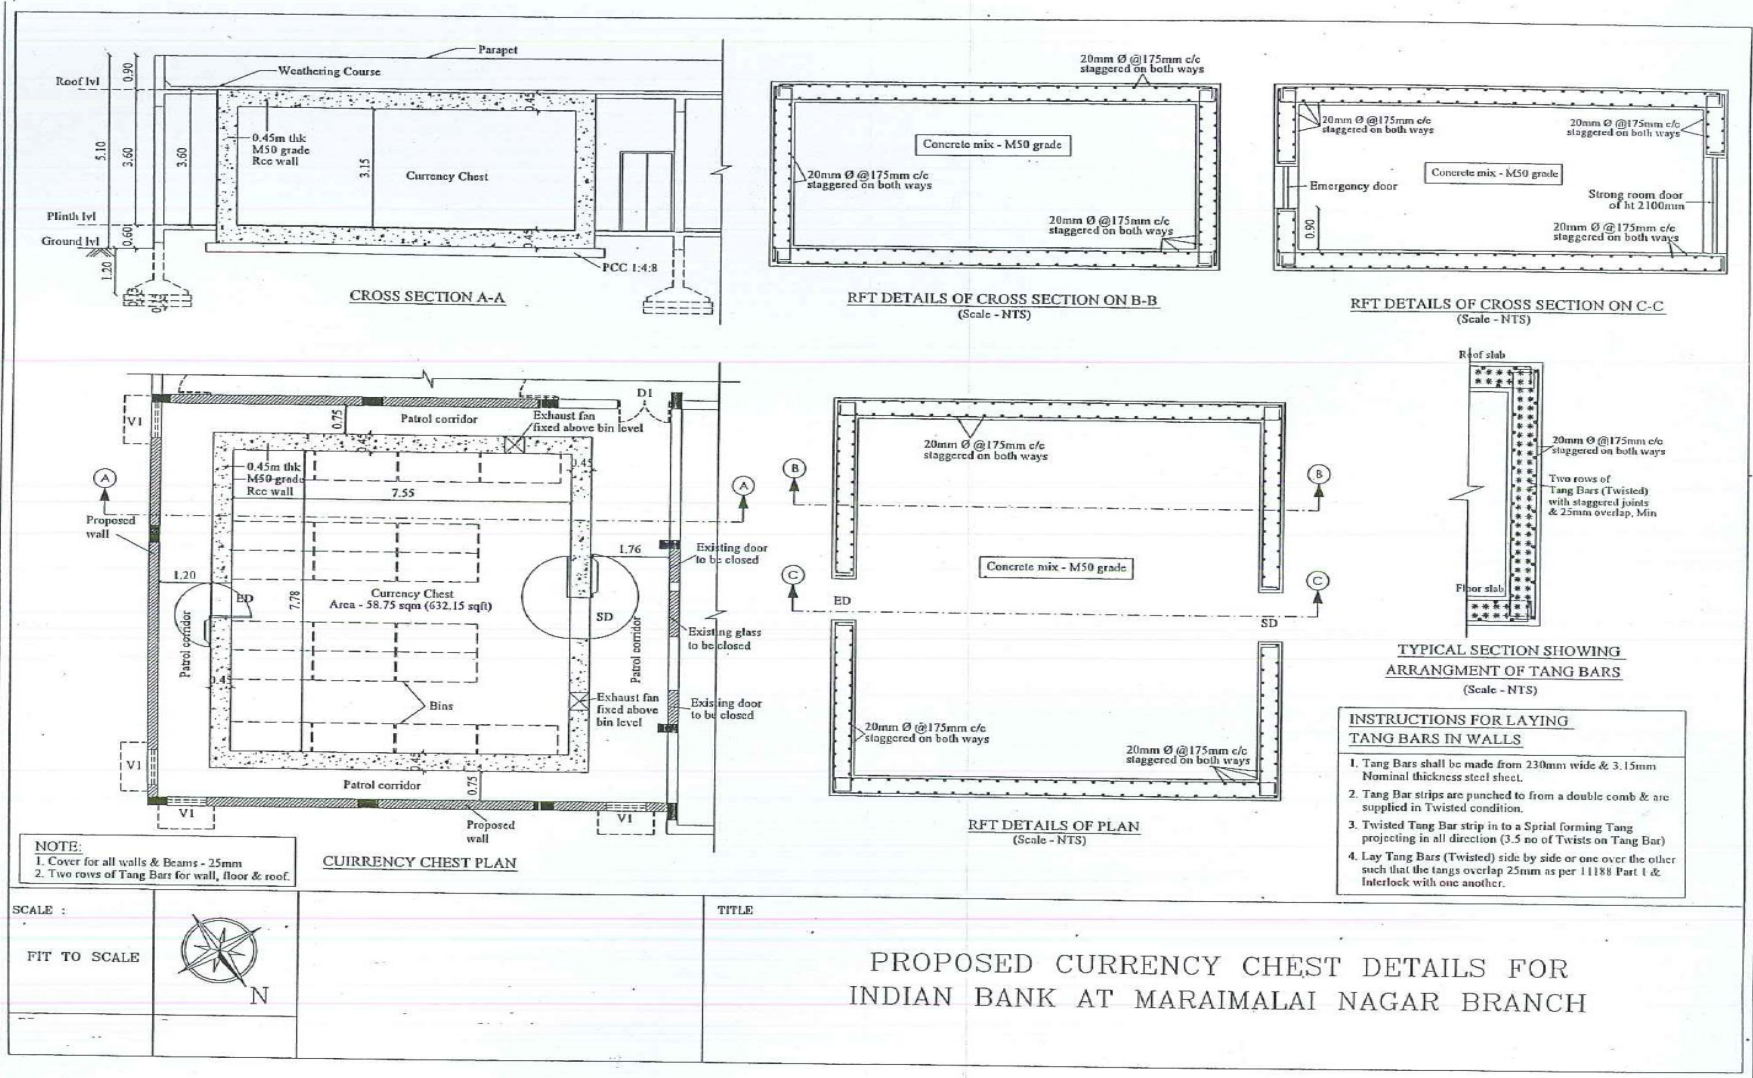 Parapet
Weathering Course
Roof lvl
0.90
0.45
0.45m thk
M50 grade
Rcc wall
5.10
3.60
3.60
3.15
Currency Chest
Plinth lvl
Ground lvl
0.60
0.45
1.20
PCC 1:4:8
CROSS SECTION A-A
20mm Ø @175mm c/c
staggered on both ways
Concrete mix - M50 grade
20mm Ø @175mm c/c
staggered on both ways
20mm Ø @175mm c/c
staggered on both ways
RFT DETAILS OF CROSS SECTION ON B-B
(Scale - NTS)
20mm Ø @175mm c/c
staggered on both ways
20mm Ø @175mm c/c
staggered on both ways
Concrete mix - M50 grade
Emergency door
Strong room door
of ht 2100mm
0.90
20mm Ø @175mm c/c
staggered on both ways
RFT DETAILS OF CROSS SECTION ON C-C
(Scale - NTS)
D1
V1
0.75
Patrol corridor
Exhaust fan
fixed above bin level
0.45
0.45
0.45m thk
M50 grade
Rcc wall
7.55
A
A
Proposed
wall
1.76
Existing door
to be closed
1.20
ED
7.78
Currency Chest
Area - 58.75 sqm (632.15 sqft)
SD
Existing glass
to be closed
Patrol corridor
Patrol corridor
0.45
Bins
Exhaust fan
fixed above
bin level
Existing door
to be closed
V1
0.45
Patrol corridor
0.75
V1
V1
Proposed
wall
CUIRRENCY CHEST PLAN
NOTE:
1. Cover for all walls & Beams - 25mm
2. Two rows of Tang Bars for wall, floor & roof.
20mm Ø @175mm c/c
staggered on both ways
B
B
Concrete mix - M50 grade
C
C
ED
SD
20mm Ø @175mm c/c
staggered on both ways
20mm Ø @175mm c/c
staggered on both ways
RFT DETAILS OF PLAN
(Scale - NTS)
Roof slab
20mm Ø @175mm c/c
staggered on both ways
Two rows of
Tang Bars (Twisted)
with staggered joints
& 25mm overlap, Min
Floor slab
TYPICAL SECTION SHOWING
ARRANGMENT OF TANG BARS
(Scale - NTS)
INSTRUCTIONS FOR LAYING
TANG BARS IN WALLS
1. Tang Bars shall be made from 230mm wide & 3.15mm
Nominal thickness steel sheet.
2. Tang Bar strips are punched to from a double comb & are
supplied in Twisted condition.
3. Twisted Tang Bar strip in to a Sprial forming Tang
projecting in all direction (3.5 no of Twists on Tang Bar)
4. Lay Tang Bars (Twisted) side by side or one over the other
such that the tangs overlap 25mm as per 11188 Part 1 &
Interlock with one another.
SCALE :
FIT TO SCALE
N
TITLE
PROPOSED CURRENCY CHEST DETAILS FOR
INDIAN BANK AT MARAIMALAI NAGAR BRANCH